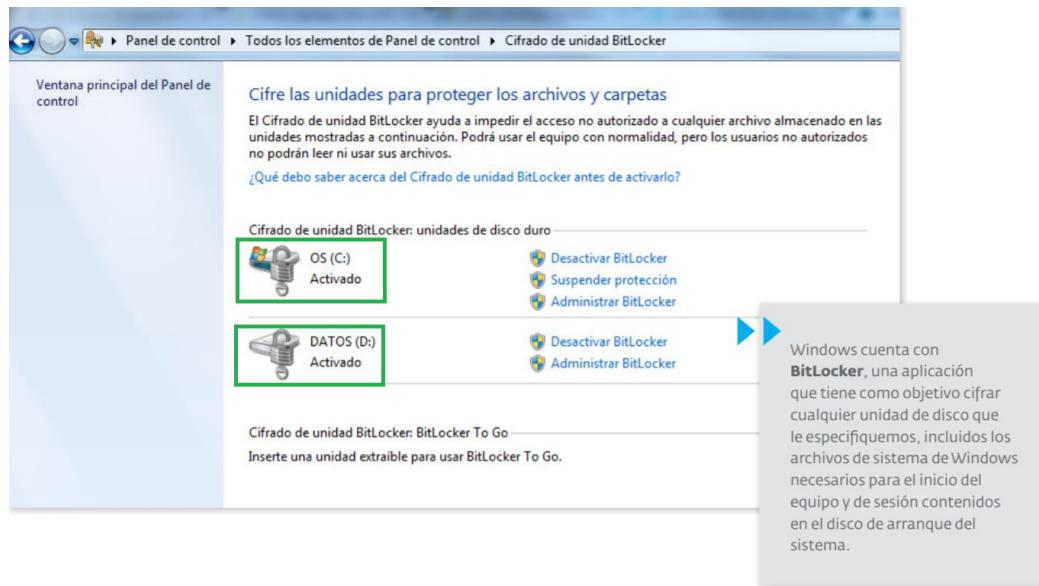 Panel de control ▸ Todos los elementos de Panel de control ▸ Cifrado de unidad BitLocker
Ventana principal del Panel de
control
Cifre las unidades para proteger los archivos y carpetas
El Cifrado de unidad BitLocker ayuda a impedir el acceso no autorizado a cualquier archivo almacenado en las
unidades mostradas a continuación. Podrá usar el equipo con normalidad, pero los usuarios no autorizados
no podrán leer ni usar sus archivos.
¿Qué debo saber acerca del Cifrado de unidad BitLocker antes de activarlo?
Cifrado de unidad BitLocker: unidades de disco duro
OS (C:)
Activado
Desactivar BitLocker
Suspender protección
Administrar BitLocker
DATOS (D:)
Activado
Desactivar BitLocker
Administrar BitLocker
Cifrado de unidad BitLocker: BitLocker To Go
Inserte una unidad extraíble para usar BitLocker To Go.
Windows cuenta con
BitLocker, una aplicación
que tiene como objetivo cifrar
cualquier unidad de disco que
le especifiquemos, incluidos los
archivos de sistema de Windows
necesarios para el inicio del
equipo y de sesión contenidos
en el disco de arranque del
sistema.